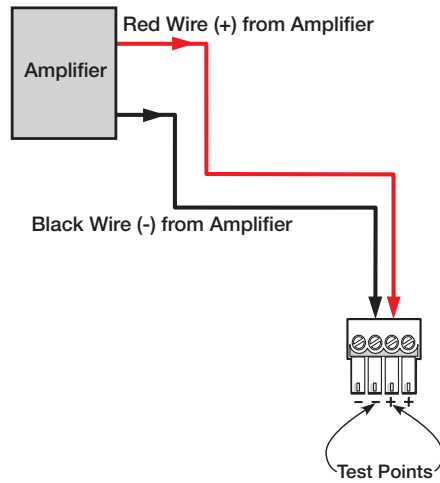 Red Wire (+) from Amplifier
Amplifier
Black Wire (-) from Amplifier
- - + +
Test Points